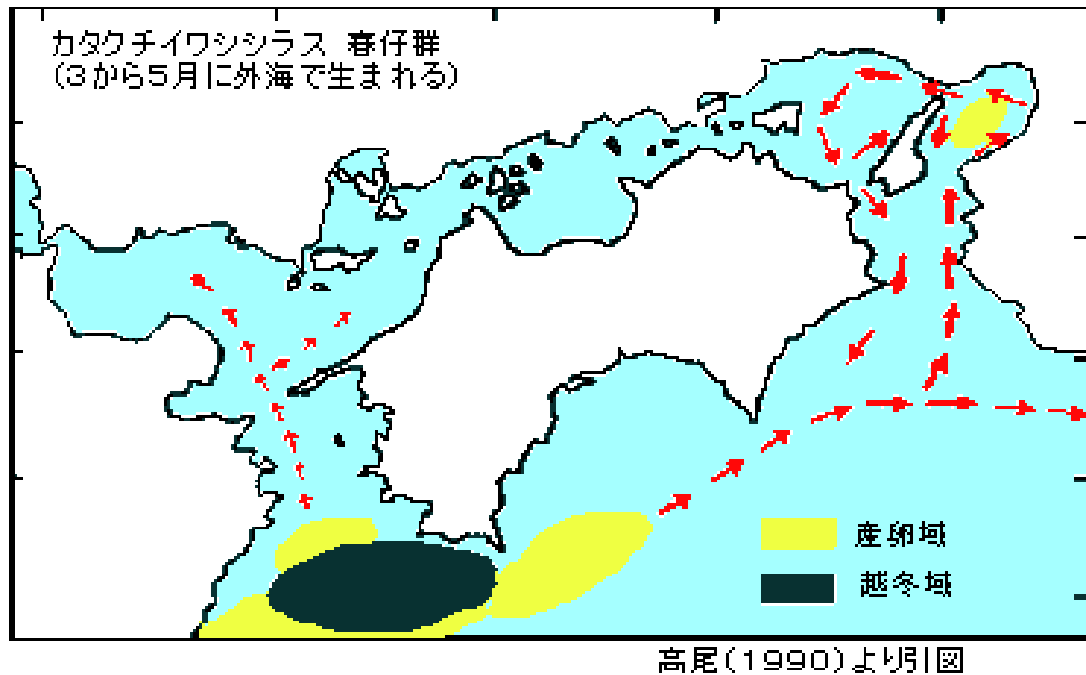 カタクチイワシシラス 春仔群
(3から5月に外海で生まれる)
産卵域
越冬域
高尾(1990)より引図